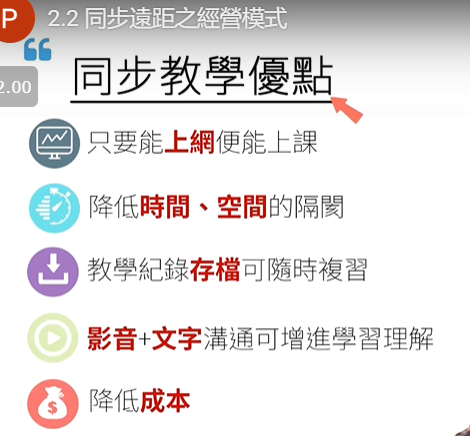 P 2.2 同步遠距之經營模式
2.00
同步教學優點
只要能上網便能上課
降低時間、空間的隔閡
教學紀錄存檔可隨時複習
影音+文字溝通可增進學習理解
降低成本